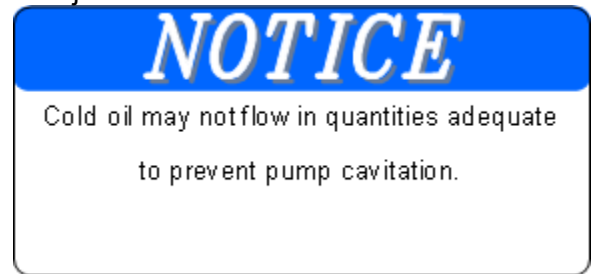 NOTICE
Cold oil may not flow in quantities adequate
to prevent pump cavitation.